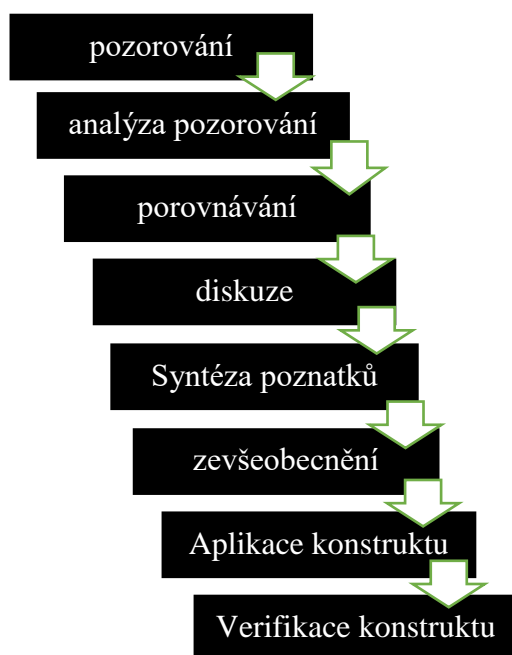 pozorování
analýza pozorování
porovnávání
diskuze
Syntéza poznatků
zevšeobecnění
Aplikace konstruktu
Verifikace konstruktu